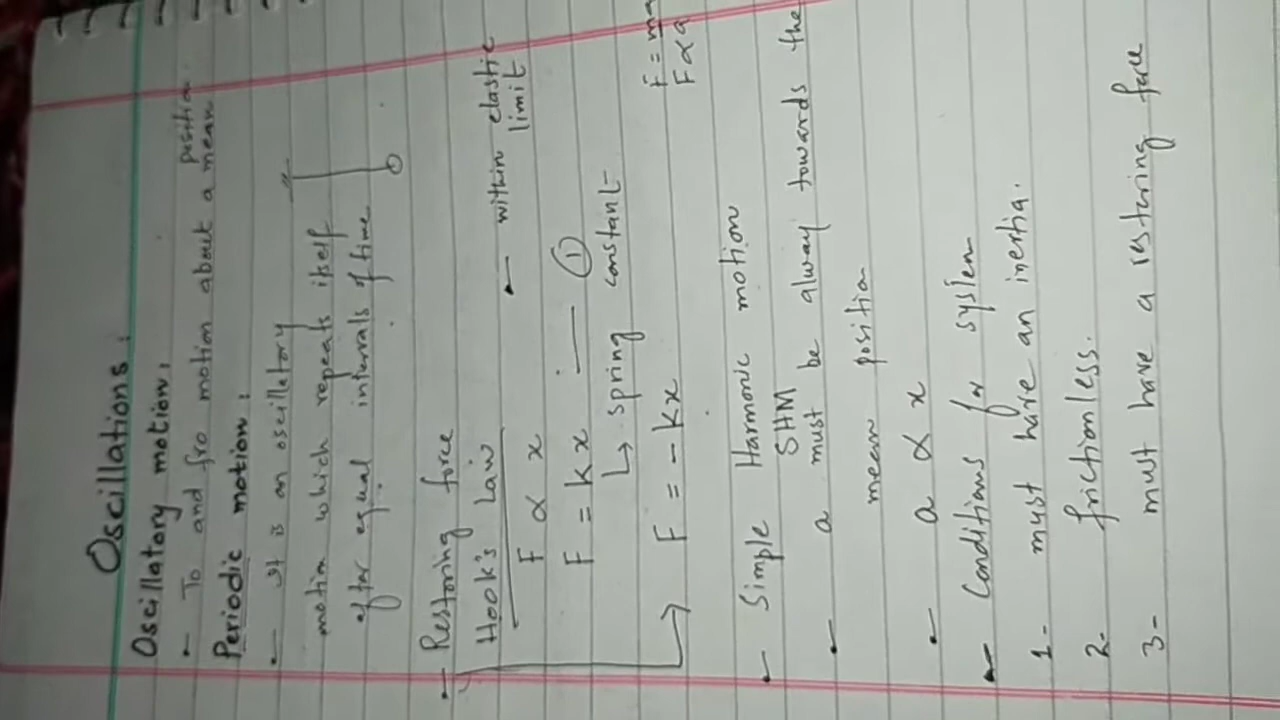 Oscillations:
Oscillatory motion:
To and fro motion about a mean position
Periodic motion:
It is an oscillatory
motion which repeats itself
after equal intervals of time
Restoring force
Hook's Law
within elastic
limit
F ∝ x
F = kx — ①
↳ spring
constant
F = -kx
F = ma
F ∝ a
Simple Harmonic motion
SHM
a must be alway towards the
mean position
a ∝ x
Conditions for system
1- must have an inertia.
2- frictionless.
3- must have a restoring force